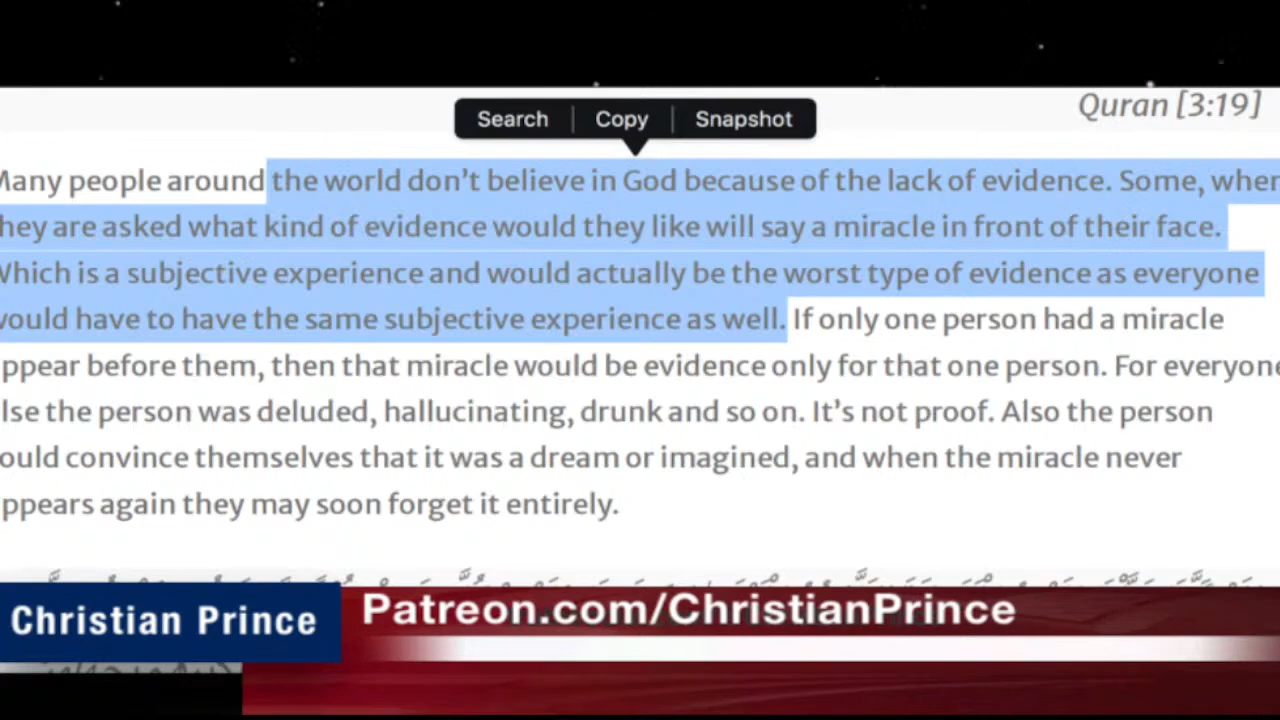 Quran [3:19]
Search Copy Snapshot
Many people around the world don't believe in God because of the lack of evidence. Some, when
they are asked what kind of evidence would they like will say a miracle in front of their face.
Which is a subjective experience and would actually be the worst type of evidence as everyone
would have to have the same subjective experience as well. If only one person had a miracle
ppear before them, then that miracle would be evidence only for that one person. For everyone
lse the person was deluded, hallucinating, drunk and so on. It's not proof. Also the person
ould convince themselves that it was a dream or imagined, and when the miracle never
ppears again they may soon forget it entirely.
Christian Prince
Patreon.com/ChristianPrince